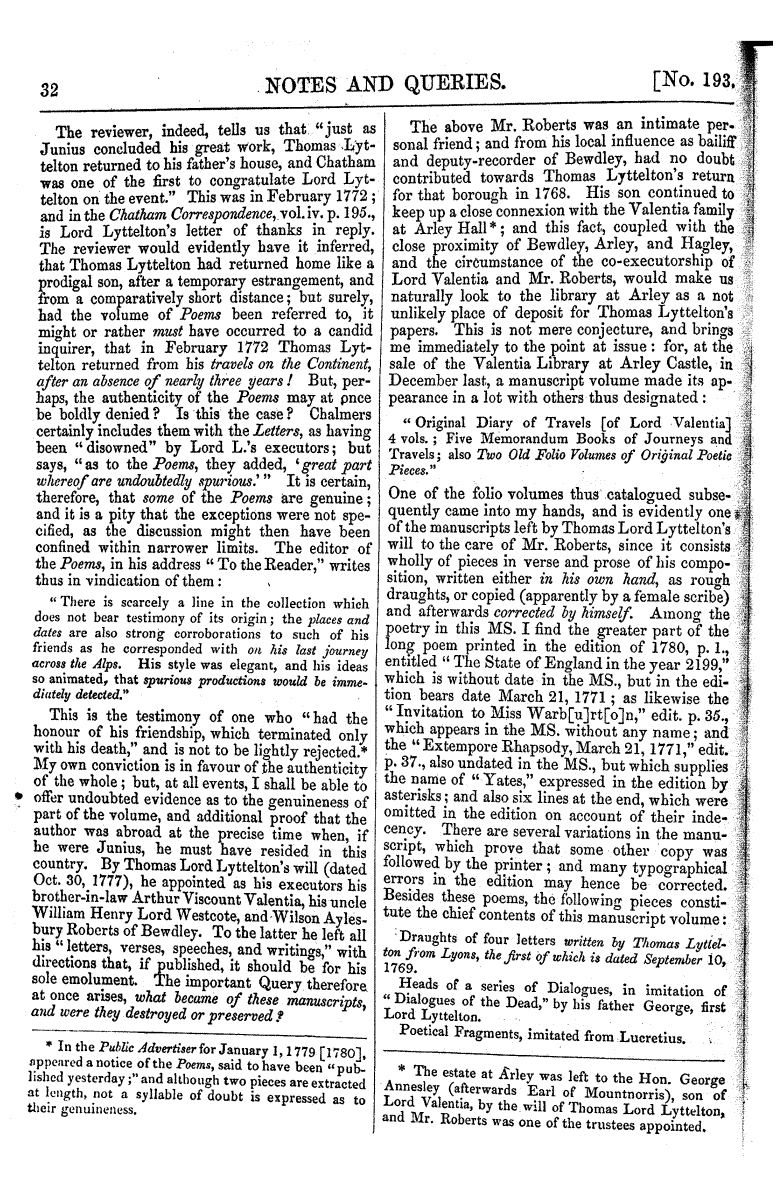 32
NOTES AND QUERIES.
[No. 193.
The reviewer, indeed, tells us that "just as
Junius concluded his great work, Thomas Lyt-
telton returned to his father's house, and Chatham
was one of the first to congratulate Lord Lyt-
telton on the event." This was in February 1772;
and in the Chatham Correspondence, vol. iv. p. 195.,
is Lord Lyttelton's letter of thanks in reply.
The reviewer would evidently have it inferred,
that Thomas Lyttelton had returned home like a
prodigal son, after a temporary estrangement, and
from a comparatively short distance; but surely,
had the volume of Poems been referred to, it
might or rather must have occurred to a candid
inquirer, that in February 1772 Thomas Lyt-
telton returned from his travels on the Continent,
after an absence of nearly three years! But, per-
haps, the authenticity of the Poems may at once
be boldly denied? Is this the case? Chalmers
certainly includes them with the Letters, as having
been "disowned" by Lord L.'s executors; but
says, "as to the Poems, they added, 'great part
whereof are undoubtedly spurious.'" It is certain,
therefore, that some of the Poems are genuine;
and it is a pity that the exceptions were not spe-
cified, as the discussion might then have been
confined within narrower limits. The editor of
the Poems, in his address "To the Reader," writes
thus in vindication of them:
"There is scarcely a line in the collection which
does not bear testimony of its origin; the places and
dates are also strong corroborations to such of his
friends as he corresponded with on his last journey
across the Alps. His style was elegant, and his ideas
so animated, that spurious productions would be imme-
diately detected."
This is the testimony of one who "had the
honour of his friendship, which terminated only
with his death," and is not to be lightly rejected.*
My own conviction is in favour of the authenticity
of the whole; but, at all events, I shall be able to
offer undoubted evidence as to the genuineness of
part of the volume, and additional proof that the
author was abroad at the precise time when, if
he were Junius, he must have resided in this
country. By Thomas Lord Lyttelton's will (dated
Oct. 30, 1777), he appointed as his executors his
brother-in-law Arthur Viscount Valentia, his uncle
William Henry Lord Westcote, and Wilson Ayles-
bury Roberts of Bewdley. To the latter he left all
his "letters, verses, speeches, and writings," with
directions that, if published, it should be for his
sole emolument. The important Query therefore
at once arises, what became of these manuscripts,
and were they destroyed or preserved?
* In the Public Advertiser for January 1, 1779 [1780],
appeared a notice of the Poems, said to have been "pub-
lished yesterday;" and although two pieces are extracted
at length, not a syllable of doubt is expressed as to
their genuineness.
The above Mr. Roberts was an intimate per-
sonal friend; and from his local influence as bailiff
and deputy-recorder of Bewdley, had no doubt
contributed towards Thomas Lyttelton's return
for that borough in 1768. His son continued to
keep up a close connexion with the Valentia family
at Arley Hall*; and this fact, coupled with the
close proximity of Bewdley, Arley, and Hagley,
and the circumstance of the co-executorship of
Lord Valentia and Mr. Roberts, would make us
naturally look to the library at Arley as a not
unlikely place of deposit for Thomas Lyttelton's
papers. This is not mere conjecture, and brings
me immediately to the point at issue: for, at the
sale of the Valentia Library at Arley Castle, in
December last, a manuscript volume made its ap-
pearance in a lot with others thus designated:
"Original Diary of Travels [of Lord Valentia]
4 vols.; Five Memorandum Books of Journeys and
Travels; also Two Old Folio Volumes of Original Poetic
Pieces."
One of the folio volumes thus catalogued subse-
quently came into my hands, and is evidently one
of the manuscripts left by Thomas Lord Lyttelton's
will to the care of Mr. Roberts, since it consists
wholly of pieces in verse and prose of his compo-
sition, written either in his own hand, as rough
draughts, or copied (apparently by a female scribe)
and afterwards corrected by himself. Among the
poetry in this MS. I find the greater part of the
long poem printed in the edition of 1780, p. 1.,
entitled "The State of England in the year 2199,"
which is without date in the MS., but in the edi-
tion bears date March 21, 1771; as likewise the
"Invitation to Miss Warb[u]rt[o]n," edit. p. 35.,
which appears in the MS. without any name; and
the "Extempore Rhapsody, March 21, 1771," edit.
p. 37., also undated in the MS., but which supplies
the name of "Yates," expressed in the edition by
asterisks; and also six lines at the end, which were
omitted in the edition on account of their inde-
cency. There are several variations in the manu-
script, which prove that some other copy was
followed by the printer; and many typographical
errors in the edition may hence be corrected.
Besides these poems, the following pieces consti-
tute the chief contents of this manuscript volume:
Draughts of four letters written by Thomas Lyttel-
ton from Lyons, the first of which is dated September 10,
1769.
Heads of a series of Dialogues, in imitation of
"Dialogues of the Dead," by his father George, first
Lord Lyttelton.
Poetical Fragments, imitated from Lucretius.
* The estate at Arley was left to the Hon. George
Annesley (afterwards Earl of Mountnorris), son of
Lord Valentia, by the will of Thomas Lord Lyttelton,
and Mr. Roberts was one of the trustees appointed.